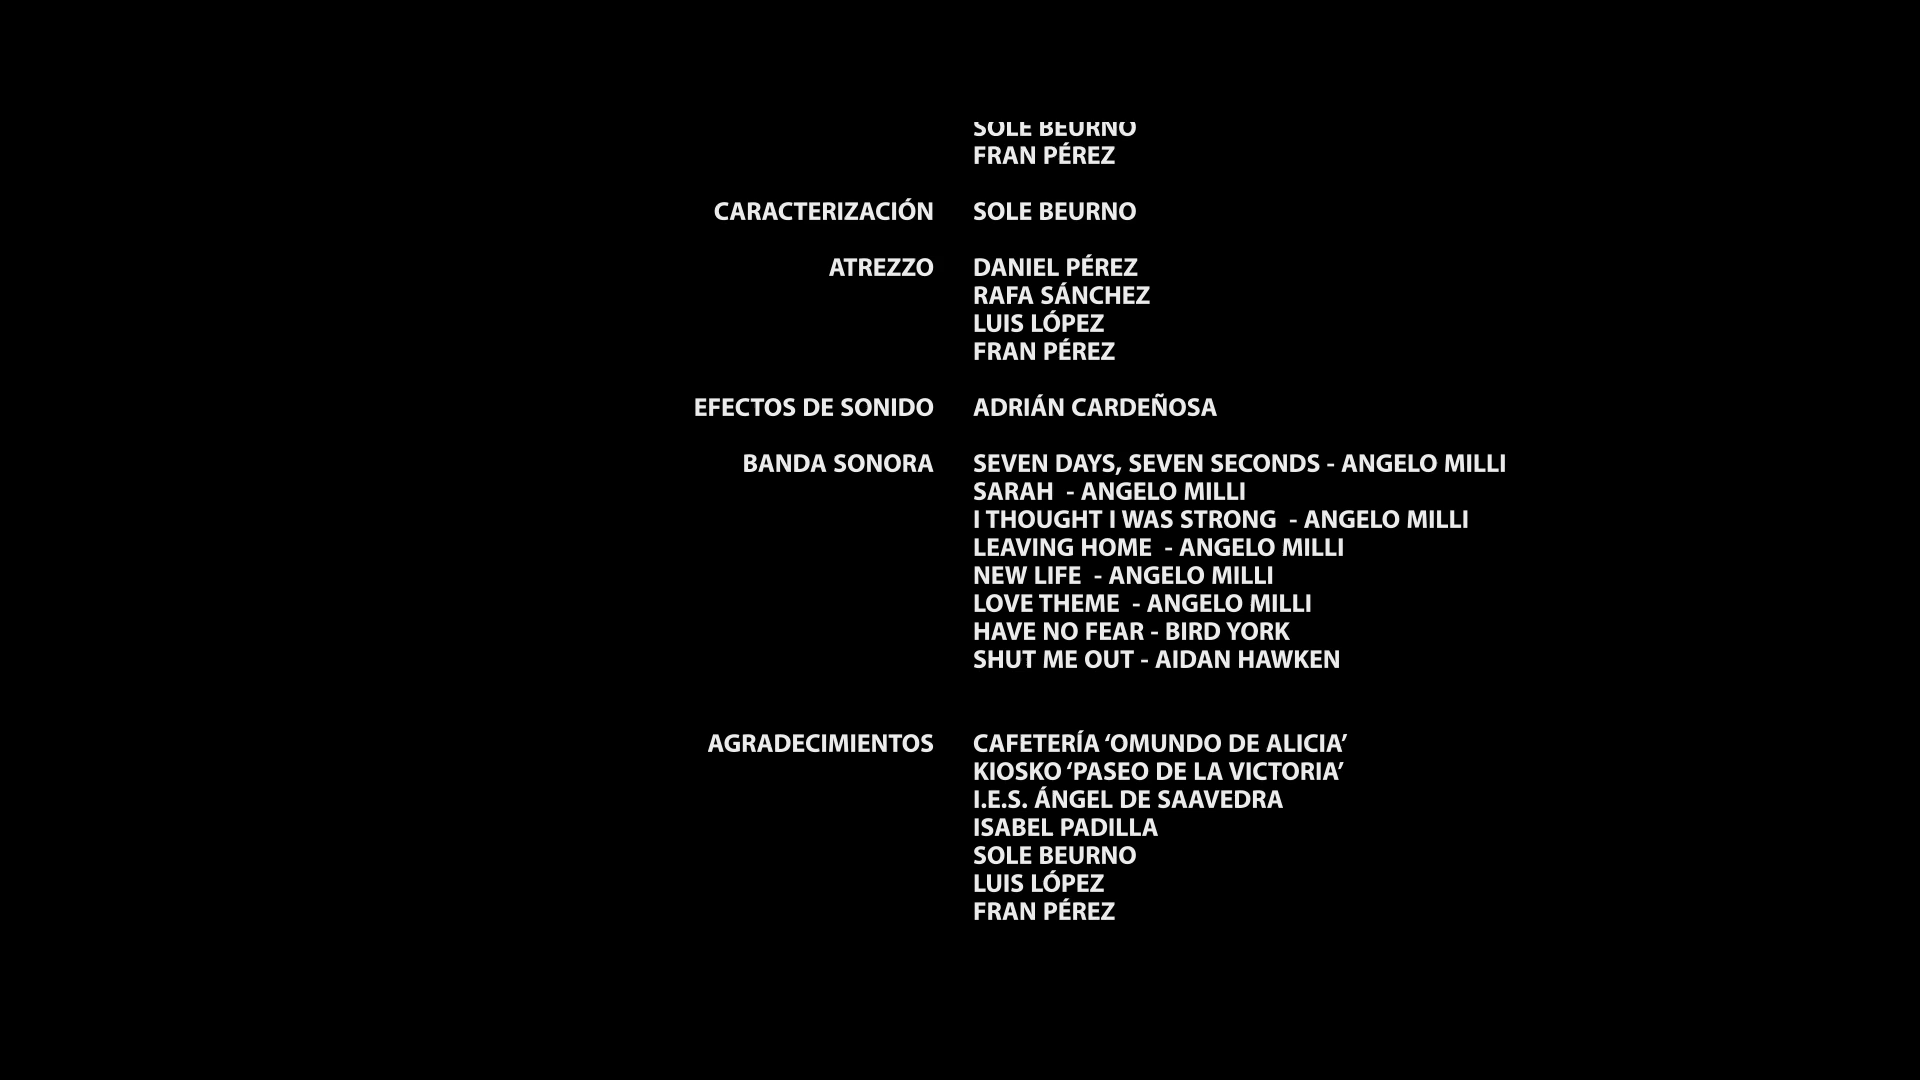 SOLE BEURNO
FRAN PÉREZ
CARACTERIZACIÓN SOLE BEURNO
ATREZZO DANIEL PÉREZ
RAFA SÁNCHEZ
LUIS LÓPEZ
FRAN PÉREZ
EFECTOS DE SONIDO ADRIÁN CARDEÑOSA
BANDA SONORA SEVEN DAYS, SEVEN SECONDS - ANGELO MILLI
SARAH - ANGELO MILLI
I THOUGHT I WAS STRONG - ANGELO MILLI
LEAVING HOME - ANGELO MILLI
NEW LIFE - ANGELO MILLI
LOVE THEME - ANGELO MILLI
HAVE NO FEAR - BIRD YORK
SHUT ME OUT - AIDAN HAWKEN
AGRADECIMIENTOS CAFETERÍA ‘OMUNDO DE ALICIA’
KIOSKO ‘PASEO DE LA VICTORIA’
I.E.S. ÁNGEL DE SAAVEDRA
ISABEL PADILLA
SOLE BEURNO
LUIS LÓPEZ
FRAN PÉREZ